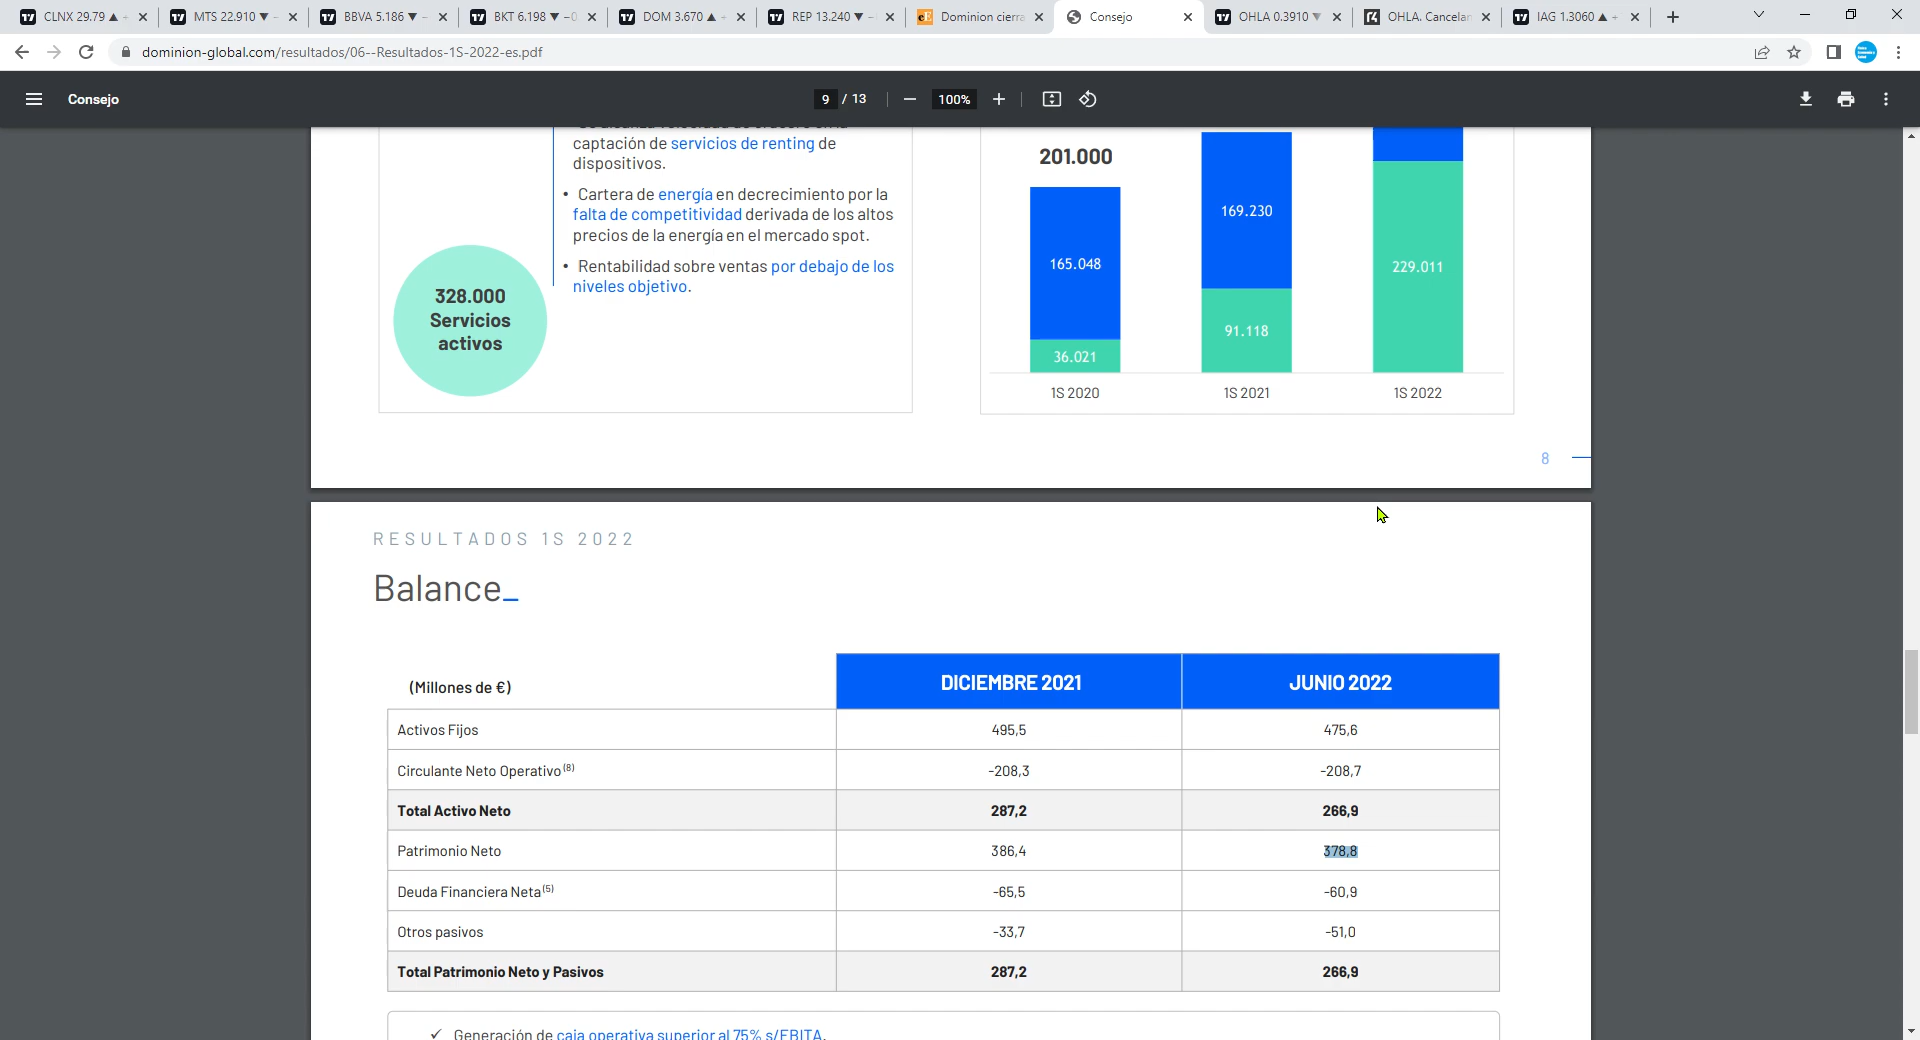 CLNX 29.79 ▲
MTS 22.910 ▼
BBVA 5.186 ▼
BKT 6.198 ▼ −0
DOM 3.670 ▲
REP 13.240 ▼
Dominion cierra
Consejo
OHLA 0.3910 ▼
OHLA. Cancelan
IAG 1.3060 ▲
dominion-global.com/resultados/06--Resultados-1S-2022-es.pdf
Consejo
9 / 13
100%
captación de servicios de renting de
dispositivos.
• Cartera de energía en decrecimiento por la
falta de competitividad derivada de los altos
precios de la energía en el mercado spot.
• Rentabilidad sobre ventas por debajo de los
niveles objetivo.
328.000
Servicios
activos
201.000
165.048
36.021
1S 2020
169.230
91.118
1S 2021
229.011
1S 2022
8
RESULTADOS 1S 2022
Balance_
(Millones de €) DICIEMBRE 2021 JUNIO 2022
Activos Fijos 495,5 475,6
Circulante Neto Operativo (8) -208,3 -208,7
Total Activo Neto 287,2 266,9
Patrimonio Neto 386,4 378,8
Deuda Financiera Neta (5) -65,5 -60,9
Otros pasivos -33,7 -51,0
Total Patrimonio Neto y Pasivos 287,2 266,9
✓ Generación de caja operativa superior al 75% s/EBITA.